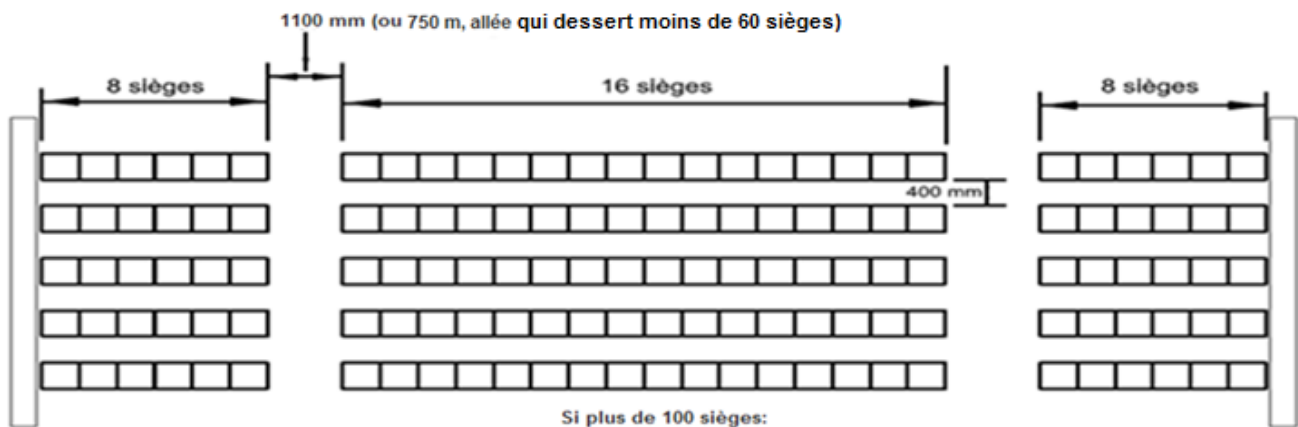 1100 mm (ou 750 m, allée qui dessert moins de 60 sièges)
8 sièges
16 sièges
8 sièges
400 mm
Si plus de 100 sièges: